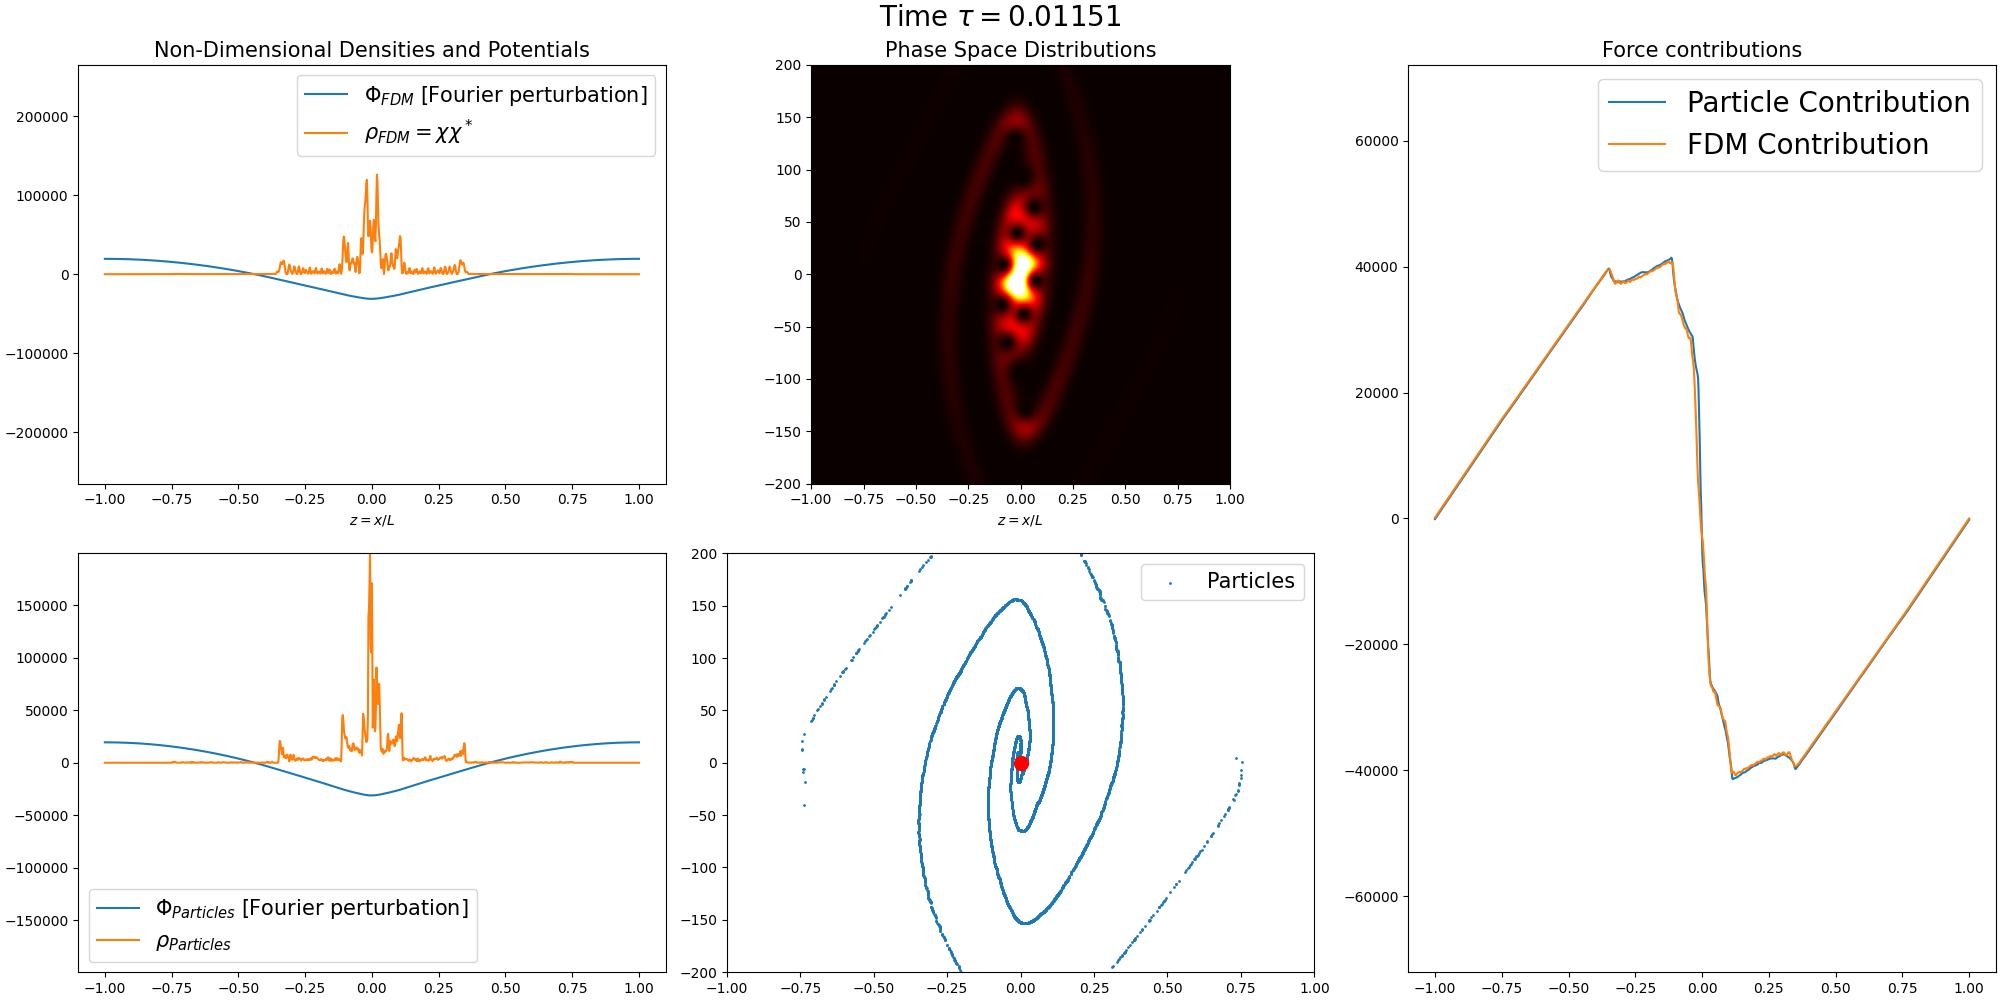 Time τ = 0.01151
Non-Dimensional Densities and Potentials
Φ_FDM [Fourier perturbation]
ρ_FDM = χχ*
200000
100000
0
−100000
−200000
−1.00 −0.75 −0.50 −0.25 0.00 0.25 0.50 0.75 1.00
z = x/L
Phase Space Distributions
200
150
100
50
0
−50
−100
−150
−200
−1.00 −0.75 −0.50 −0.25 0.00 0.25 0.50 0.75 1.00
z = x/L
Force contributions
Particle Contribution
FDM Contribution
60000
40000
20000
0
−20000
−40000
−60000
−1.00 −0.75 −0.50 −0.25 0.00 0.25 0.50 0.75 1.00
150000
100000
50000
0
−50000
−100000
−150000
Φ_Particles [Fourier perturbation]
ρ_Particles
−1.00 −0.75 −0.50 −0.25 0.00 0.25 0.50 0.75 1.00
Particles
200
150
100
50
0
−50
−100
−150
−200
−1.00 −0.75 −0.50 −0.25 0.00 0.25 0.50 0.75 1.00